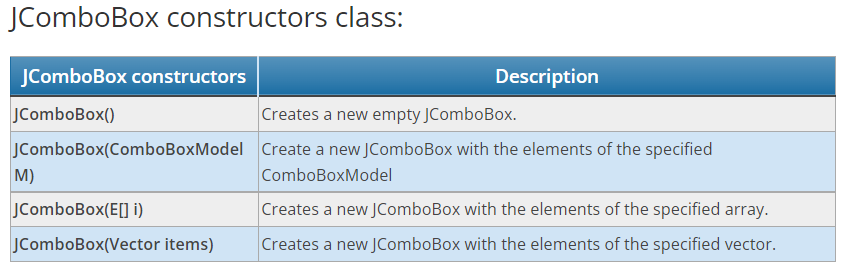 JComboBox constructors class:
JComboBox constructors Description
JComboBox() Creates a new empty JComboBox.
JComboBox(ComboBoxModel M) Create a new JComboBox with the elements of the specified ComboBoxModel
JComboBox(E[] i) Creates a new JComboBox with the elements of the specified array.
JComboBox(Vector items) Creates a new JComboBox with the elements of the specified vector.